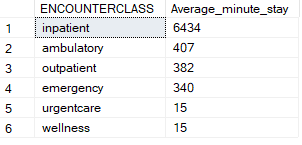 ENCOUNTERCLASS Average_minute_stay
1 inpatient 6434
2 ambulatory 407
3 outpatient 382
4 emergency 340
5 urgentcare 15
6 wellness 15